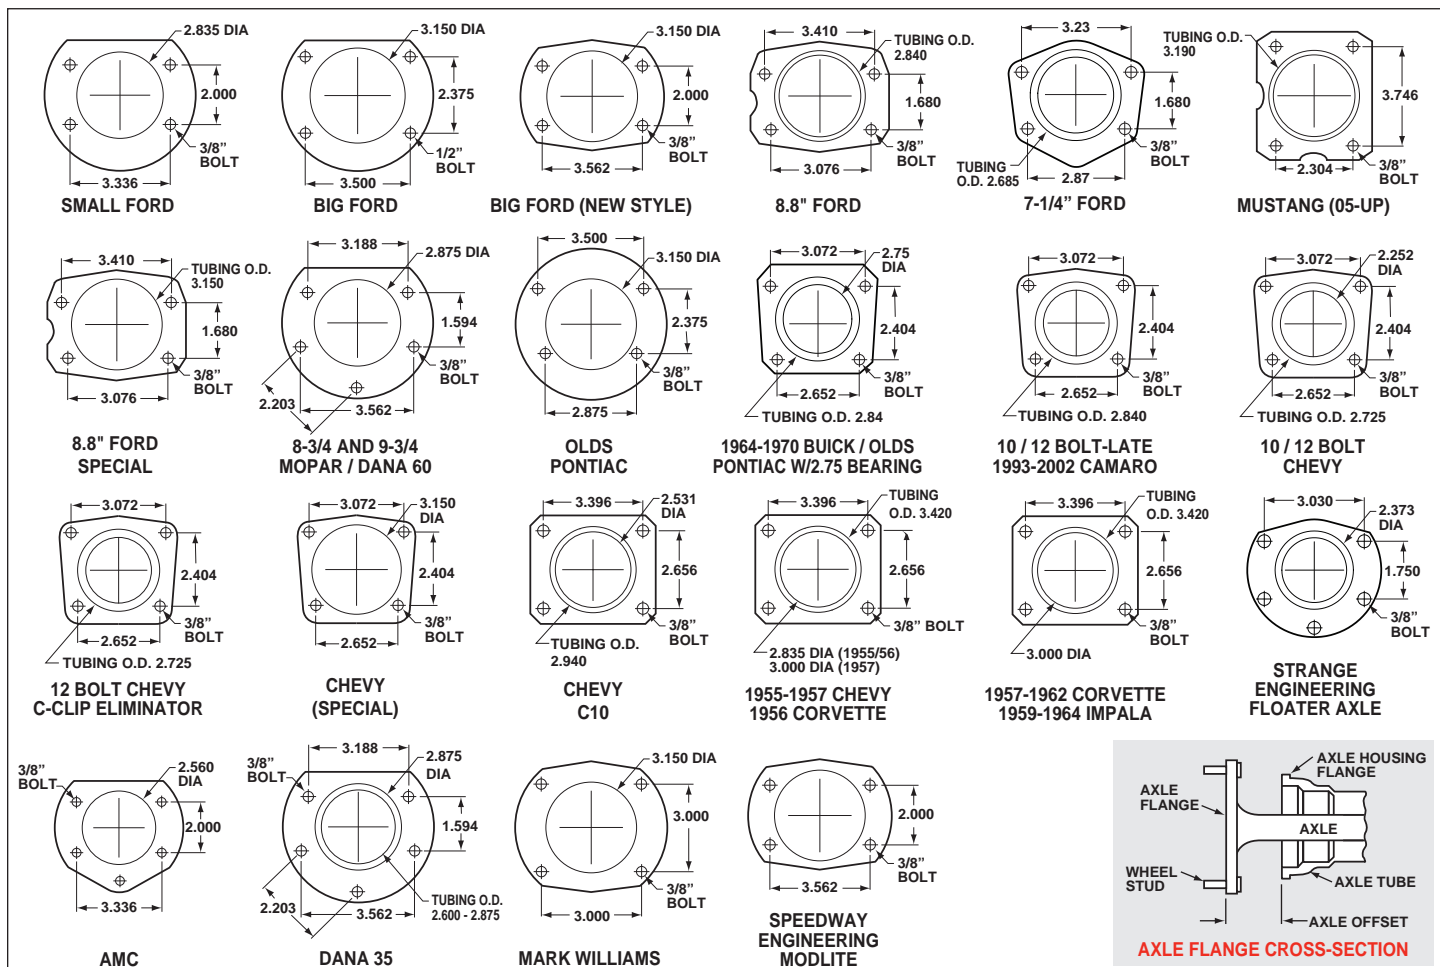 2.835 DIA
2.000
3/8”
BOLT
3.336
SMALL FORD
3.150 DIA
2.375
1/2”
BOLT
3.500
BIG FORD
3.150 DIA
2.000
3/8”
BOLT
3.562
BIG FORD (NEW STYLE)
3.410
TUBING O.D.
2.840
1.680
3/8”
BOLT
3.076
8.8" FORD
3.23
1.680
TUBING
O.D. 2.685
3/8”
BOLT
2.87
7-1/4” FORD
TUBING O.D.
3.190
3.746
3/8”
BOLT
2.304
MUSTANG (05-UP)
3.410
TUBING O.D.
3.150
1.680
3/8”
BOLT
3.076
8.8" FORD
SPECIAL
3.188
2.875 DIA
1.594
3/8”
BOLT
2.203
3.562
8-3/4 AND 9-3/4
MOPAR / DANA 60
3.500
3.150 DIA
2.375
2.875
OLDS
PONTIAC
3.072
2.75
DIA
2.404
3/8”
BOLT
2.652
TUBING O.D. 2.84
1964-1970 BUICK / OLDS
PONTIAC W/2.75 BEARING
3.072
2.404
3/8”
BOLT
2.652
TUBING O.D. 2.840
10 / 12 BOLT-LATE
1993-2002 CAMARO
3.072
2.252
DIA
2.404
3/8”
BOLT
2.652
TUBING O.D. 2.725
10 / 12 BOLT
CHEVY
3.072
2.404
3/8”
BOLT
2.652
TUBING O.D. 2.725
12 BOLT CHEVY
C-CLIP ELIMINATOR
3.072
3.150
DIA
2.404
3/8”
BOLT
2.652
CHEVY
(SPECIAL)
3.396
2.531
DIA
2.656
3/8”
BOLT
TUBING O.D.
2.940
CHEVY
C10
3.396
TUBING
O.D. 3.420
2.656
3/8” BOLT
2.835 DIA (1955/56)
3.000 DIA (1957)
1955-1957 CHEVY
1956 CORVETTE
3.396
TUBING
O.D. 3.420
2.656
3/8”
BOLT
3.000 DIA
1957-1962 CORVETTE
1959-1964 IMPALA
3.030
2.373
DIA
1.750
3/8”
BOLT
STRANGE
ENGINEERING
FLOATER AXLE
3/8”
BOLT
2.560
DIA
2.000
3.336
AMC
3/8”
BOLT
3.188
2.875
DIA
1.594
2.203
3.562
TUBING O.D.
2.600 - 2.875
DANA 35
3.150 DIA
3.000
3/8”
BOLT
3.000
MARK WILLIAMS
2.000
3/8”
BOLT
3.562
SPEEDWAY
ENGINEERING
MODLITE
AXLE HOUSING
FLANGE
AXLE
FLANGE
AXLE
WHEEL
STUD
AXLE TUBE
AXLE OFFSET
AXLE FLANGE CROSS-SECTION